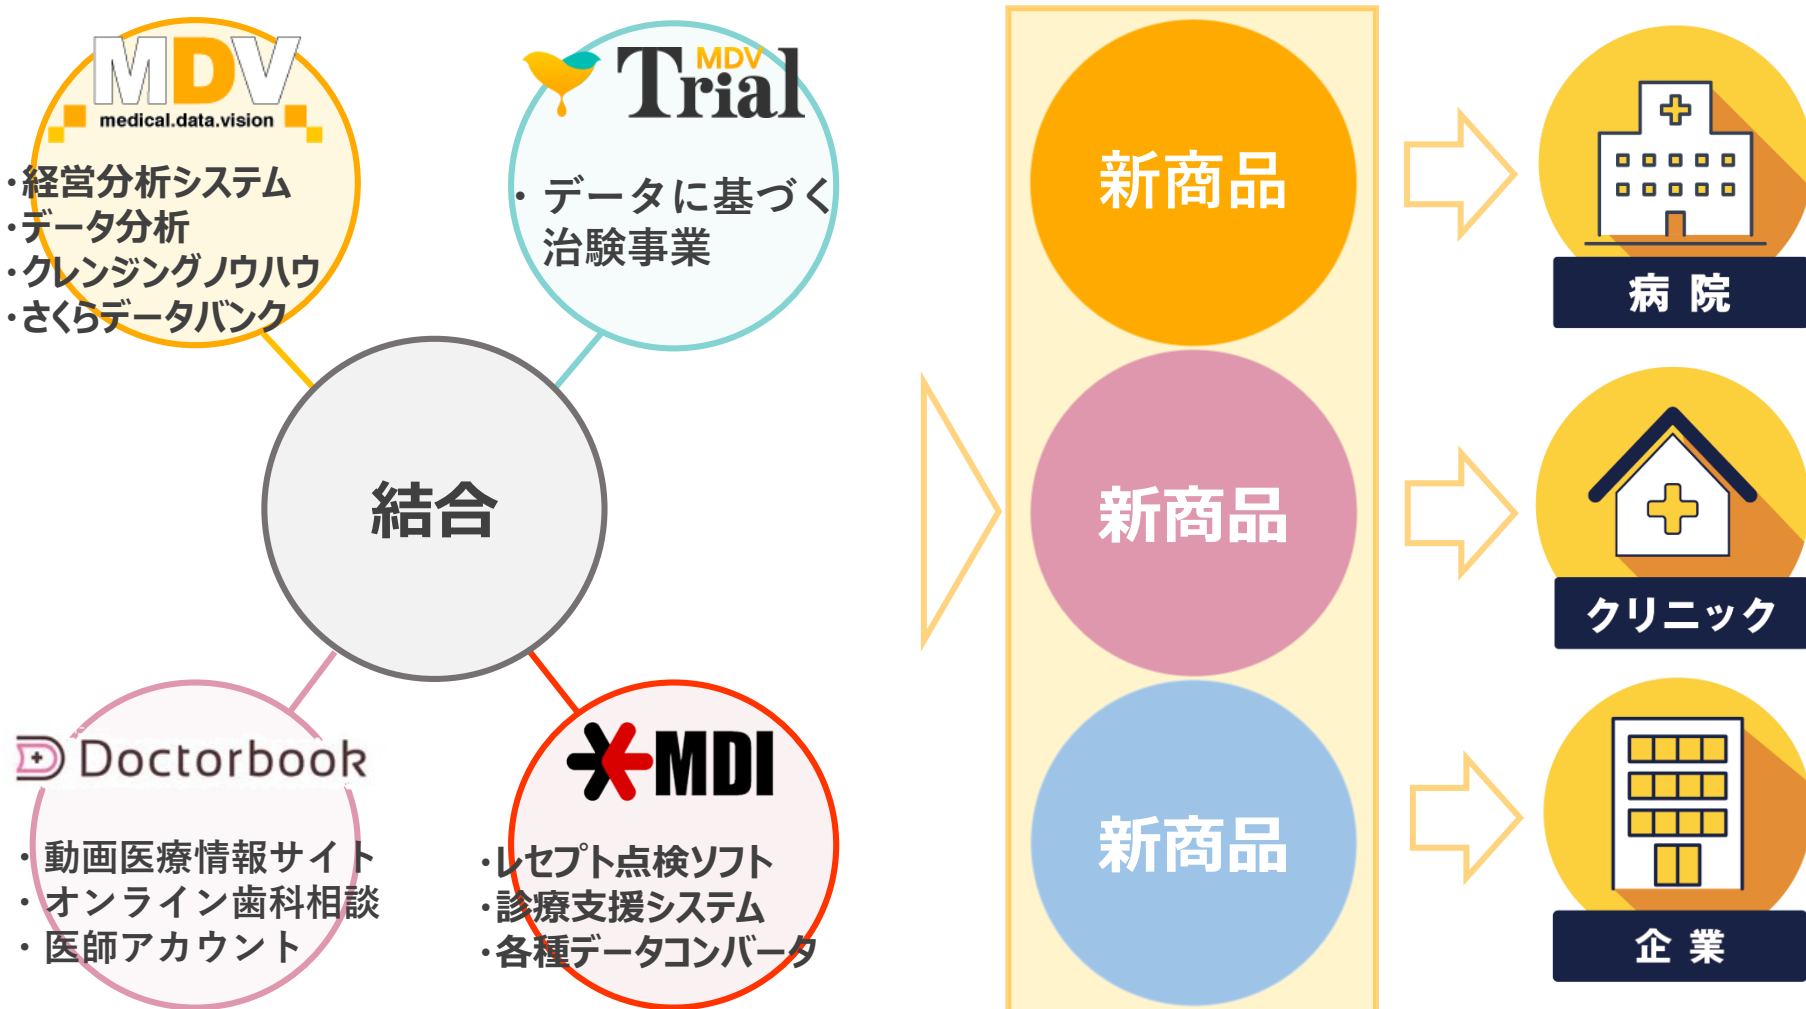 MDV
medical.data.vision
・経営分析システム
・データ分析
・クレンジングノウハウ
・さくらデータバンク
MDV
Trial
・データに基づく
治験事業
結合
Doctorbook
・動画医療情報サイト
・オンライン歯科相談
・医師アカウント
MDI
・レセプト点検ソフト
・診療支援システム
・各種データコンバータ
新商品
新商品
新商品
病院
クリニック
企業